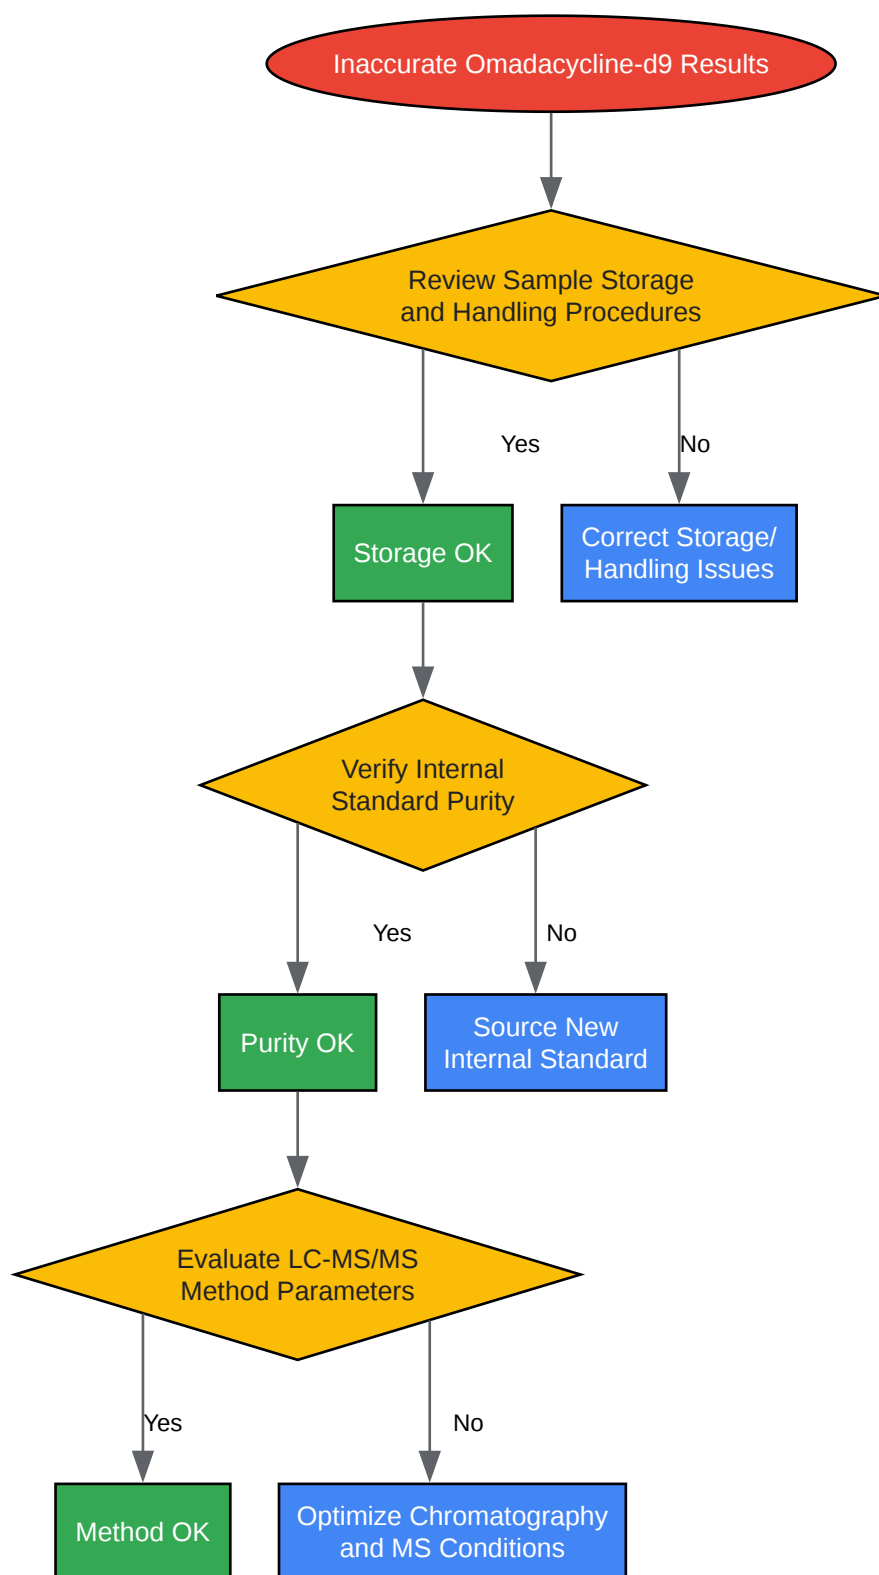 Inaccurate Omadacycline-d9 Results
Review Sample Storage
and Handling Procedures
Yes
No
Storage OK
Correct Storage/
Handling Issues
Verify Internal
Standard Purity
Yes
No
Purity OK
Source New
Internal Standard
Evaluate LC-MS/MS
Method Parameters
Yes
No
Method OK
Optimize Chromatography
and MS Conditions